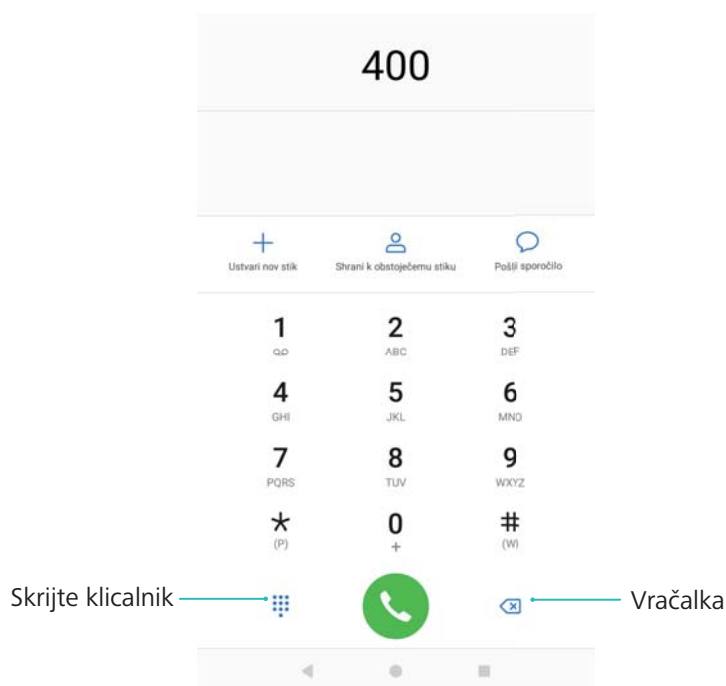 400
Ustvari nov stik Shrani k obstoječemu stiku Pošlji sporočilo
1 2 3
ABC DEF
4 5 6
GHI JKL MNO
7 8 9
PQRS TUV WXYZ
* 0 #
(P) + (W)
Skrijte klicalnik Vračalka